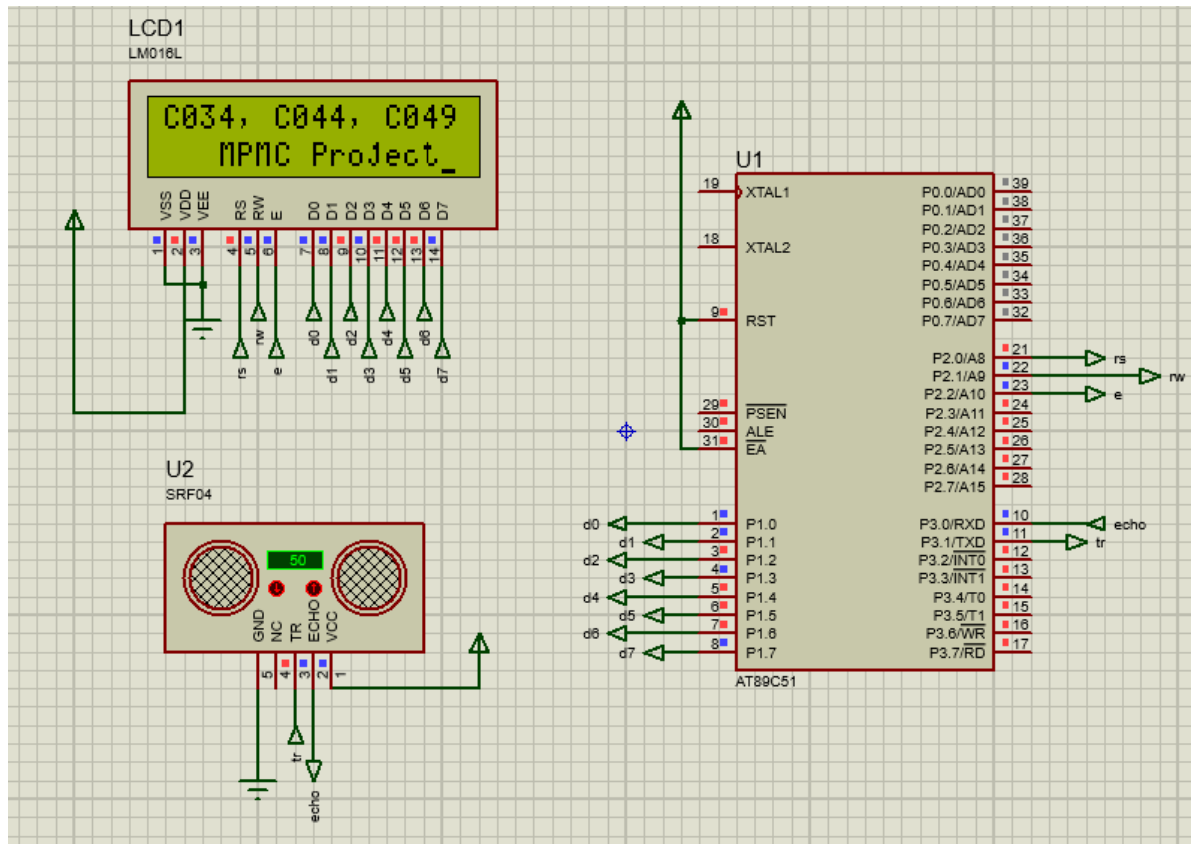 LCD1
LM016L
C034, C044, C049
MPMC ProJect_
VSS
VDD
VEE
RS
RW
E
D0
D1
D2
D3
D4
D5
D6
D7
1
2
3
4
5
6
7
8
9
10
11
12
13
14
rs
rw
e
d0
d1
d2
d3
d4
d5
d6
d7
U2
SRF04
50
GND
NC
TR
ECHO
VCC
5
4
3
2
1
tr
echo
U1
19 XTAL1
18 XTAL2
9 RST
29 PSEN
30 ALE
31 EA
d0 1 P1.0
d1 2 P1.1
d2 3 P1.2
d3 4 P1.3
d4 5 P1.4
d5 6 P1.5
d6 7 P1.6
d7 8 P1.7
P0.0/AD0 39
P0.1/AD1 38
P0.2/AD2 37
P0.3/AD3 36
P0.4/AD4 35
P0.5/AD5 34
P0.6/AD6 33
P0.7/AD7 32
P2.0/A8 21 rs
P2.1/A9 22 rw
P2.2/A10 23 e
P2.3/A11 24
P2.4/A12 25
P2.5/A13 26
P2.6/A14 27
P2.7/A15 28
P3.0/RXD 10 echo
P3.1/TXD 11 tr
P3.2/INT0 12
P3.3/INT1 13
P3.4/T0 14
P3.5/T1 15
P3.6/WR 16
P3.7/RD 17
AT89C51